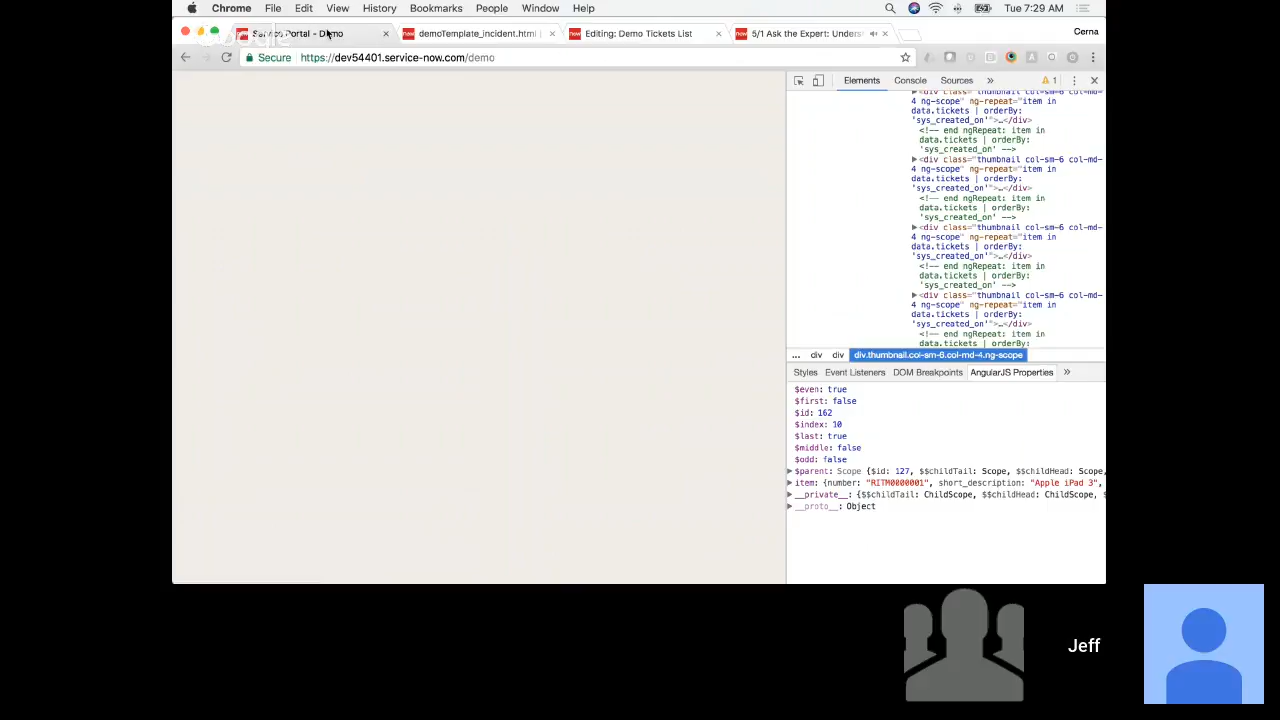 Chrome File Edit View History Bookmarks People Window Help Tue 7:29 AM
Service Portal - Demo demoTemplate_incident.html | Editing: Demo Tickets List 5/1 Ask the Expert: Unders Cerna
Secure https://dev54401.service-now.com/demo
Elements Console Sources » 1
<div class="thumbnail col-sm-6 col-md-
4 ng-scope" ng-repeat="item in
data.tickets | orderBy:
'sys_created_on'">…</div>
<!-- end ngRepeat: item in
data.tickets | orderBy:
'sys_created_on' -->
<div class="thumbnail col-sm-6 col-md-
4 ng-scope" ng-repeat="item in
data.tickets | orderBy:
'sys_created_on'">…</div>
<!-- end ngRepeat: item in
data.tickets | orderBy:
'sys_created_on' -->
<div class="thumbnail col-sm-6 col-md-
4 ng-scope" ng-repeat="item in
data.tickets | orderBy:
'sys_created_on'">…</div>
<!-- end ngRepeat: item in
data.tickets | orderBy:
'sys_created_on' -->
<div class="thumbnail col-sm-6 col-md-
4 ng-scope" ng-repeat="item in
data.tickets | orderBy:
'sys_created_on'">…</div>
<!-- end ngRepeat: item in
data.tickets | orderBy:
... div div div.thumbnail.col-sm-6.col-md-4.ng-scope
Styles Event Listeners DOM Breakpoints AngularJS Properties »
$even: true
$first: false
$id: 162
$index: 10
$last: true
$middle: false
$odd: false
$parent: Scope {$id: 127, $$childTail: Scope, $$childHead: Scope,
item: {number: "RITM0000001", short_description: "Apple iPad 3",
__private__: {$$childTail: ChildScope, $$childHead: ChildScope,
__proto__: Object
Jeff